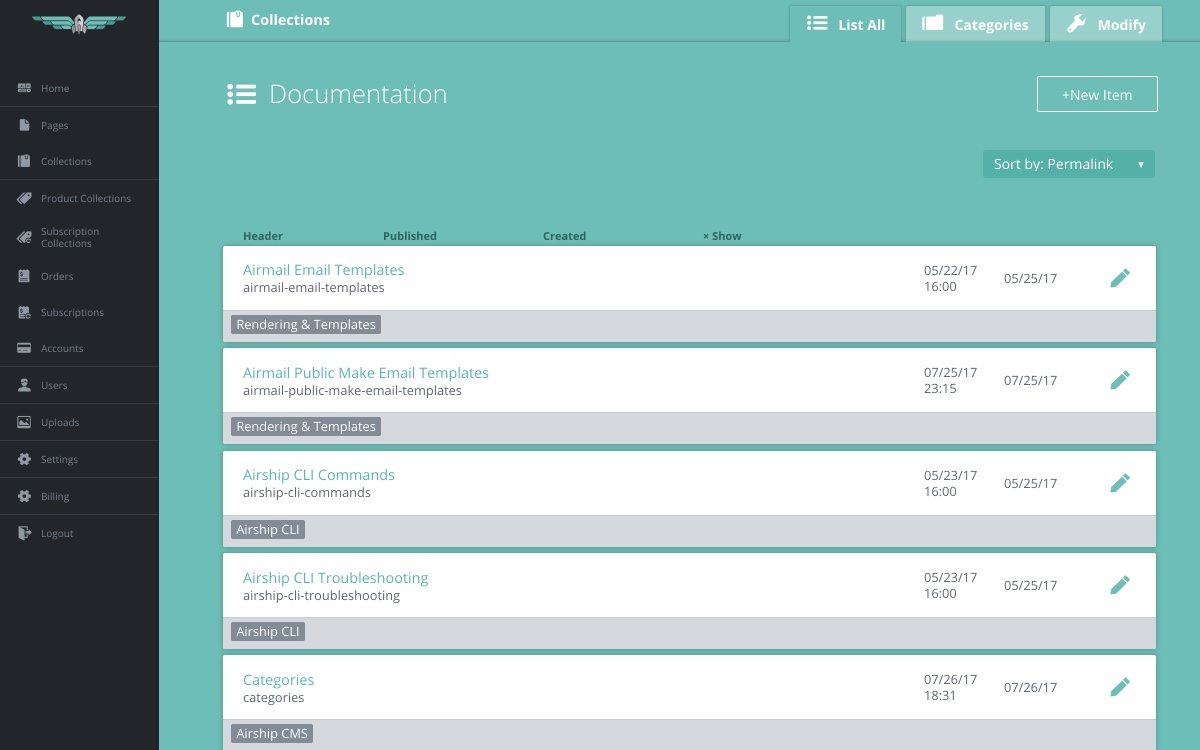 Collections
List All
Categories
Modify
Home
Pages
Collections
Product Collections
Subscription
Collections
Orders
Subscriptions
Accounts
Users
Uploads
Settings
Billing
Logout
Documentation
+New Item
Sort by: Permalink ▾
Header Published Created × Show
Airmail Email Templates
airmail-email-templates
05/22/17
16:00
05/25/17
Rendering & Templates
Airmail Public Make Email Templates
airmail-public-make-email-templates
07/25/17
23:15
07/25/17
Rendering & Templates
Airship CLI Commands
airship-cli-commands
05/23/17
16:00
05/25/17
Airship CLI
Airship CLI Troubleshooting
airship-cli-troubleshooting
05/23/17
16:00
05/25/17
Airship CLI
Categories
categories
07/26/17
18:31
07/26/17
Airship CMS